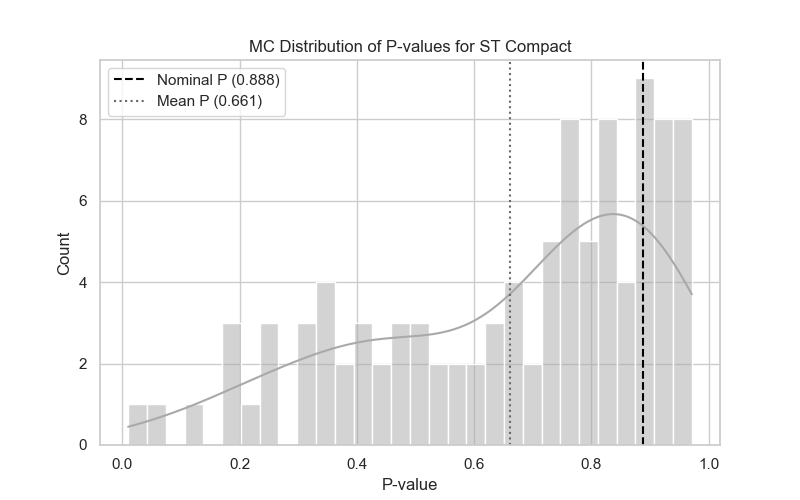 MC Distribution of P-values for ST Compact
Nominal P (0.888)
Mean P (0.661)
8
6
4
2
0
Count
0.0 0.2 0.4 0.6 0.8 1.0
P-value